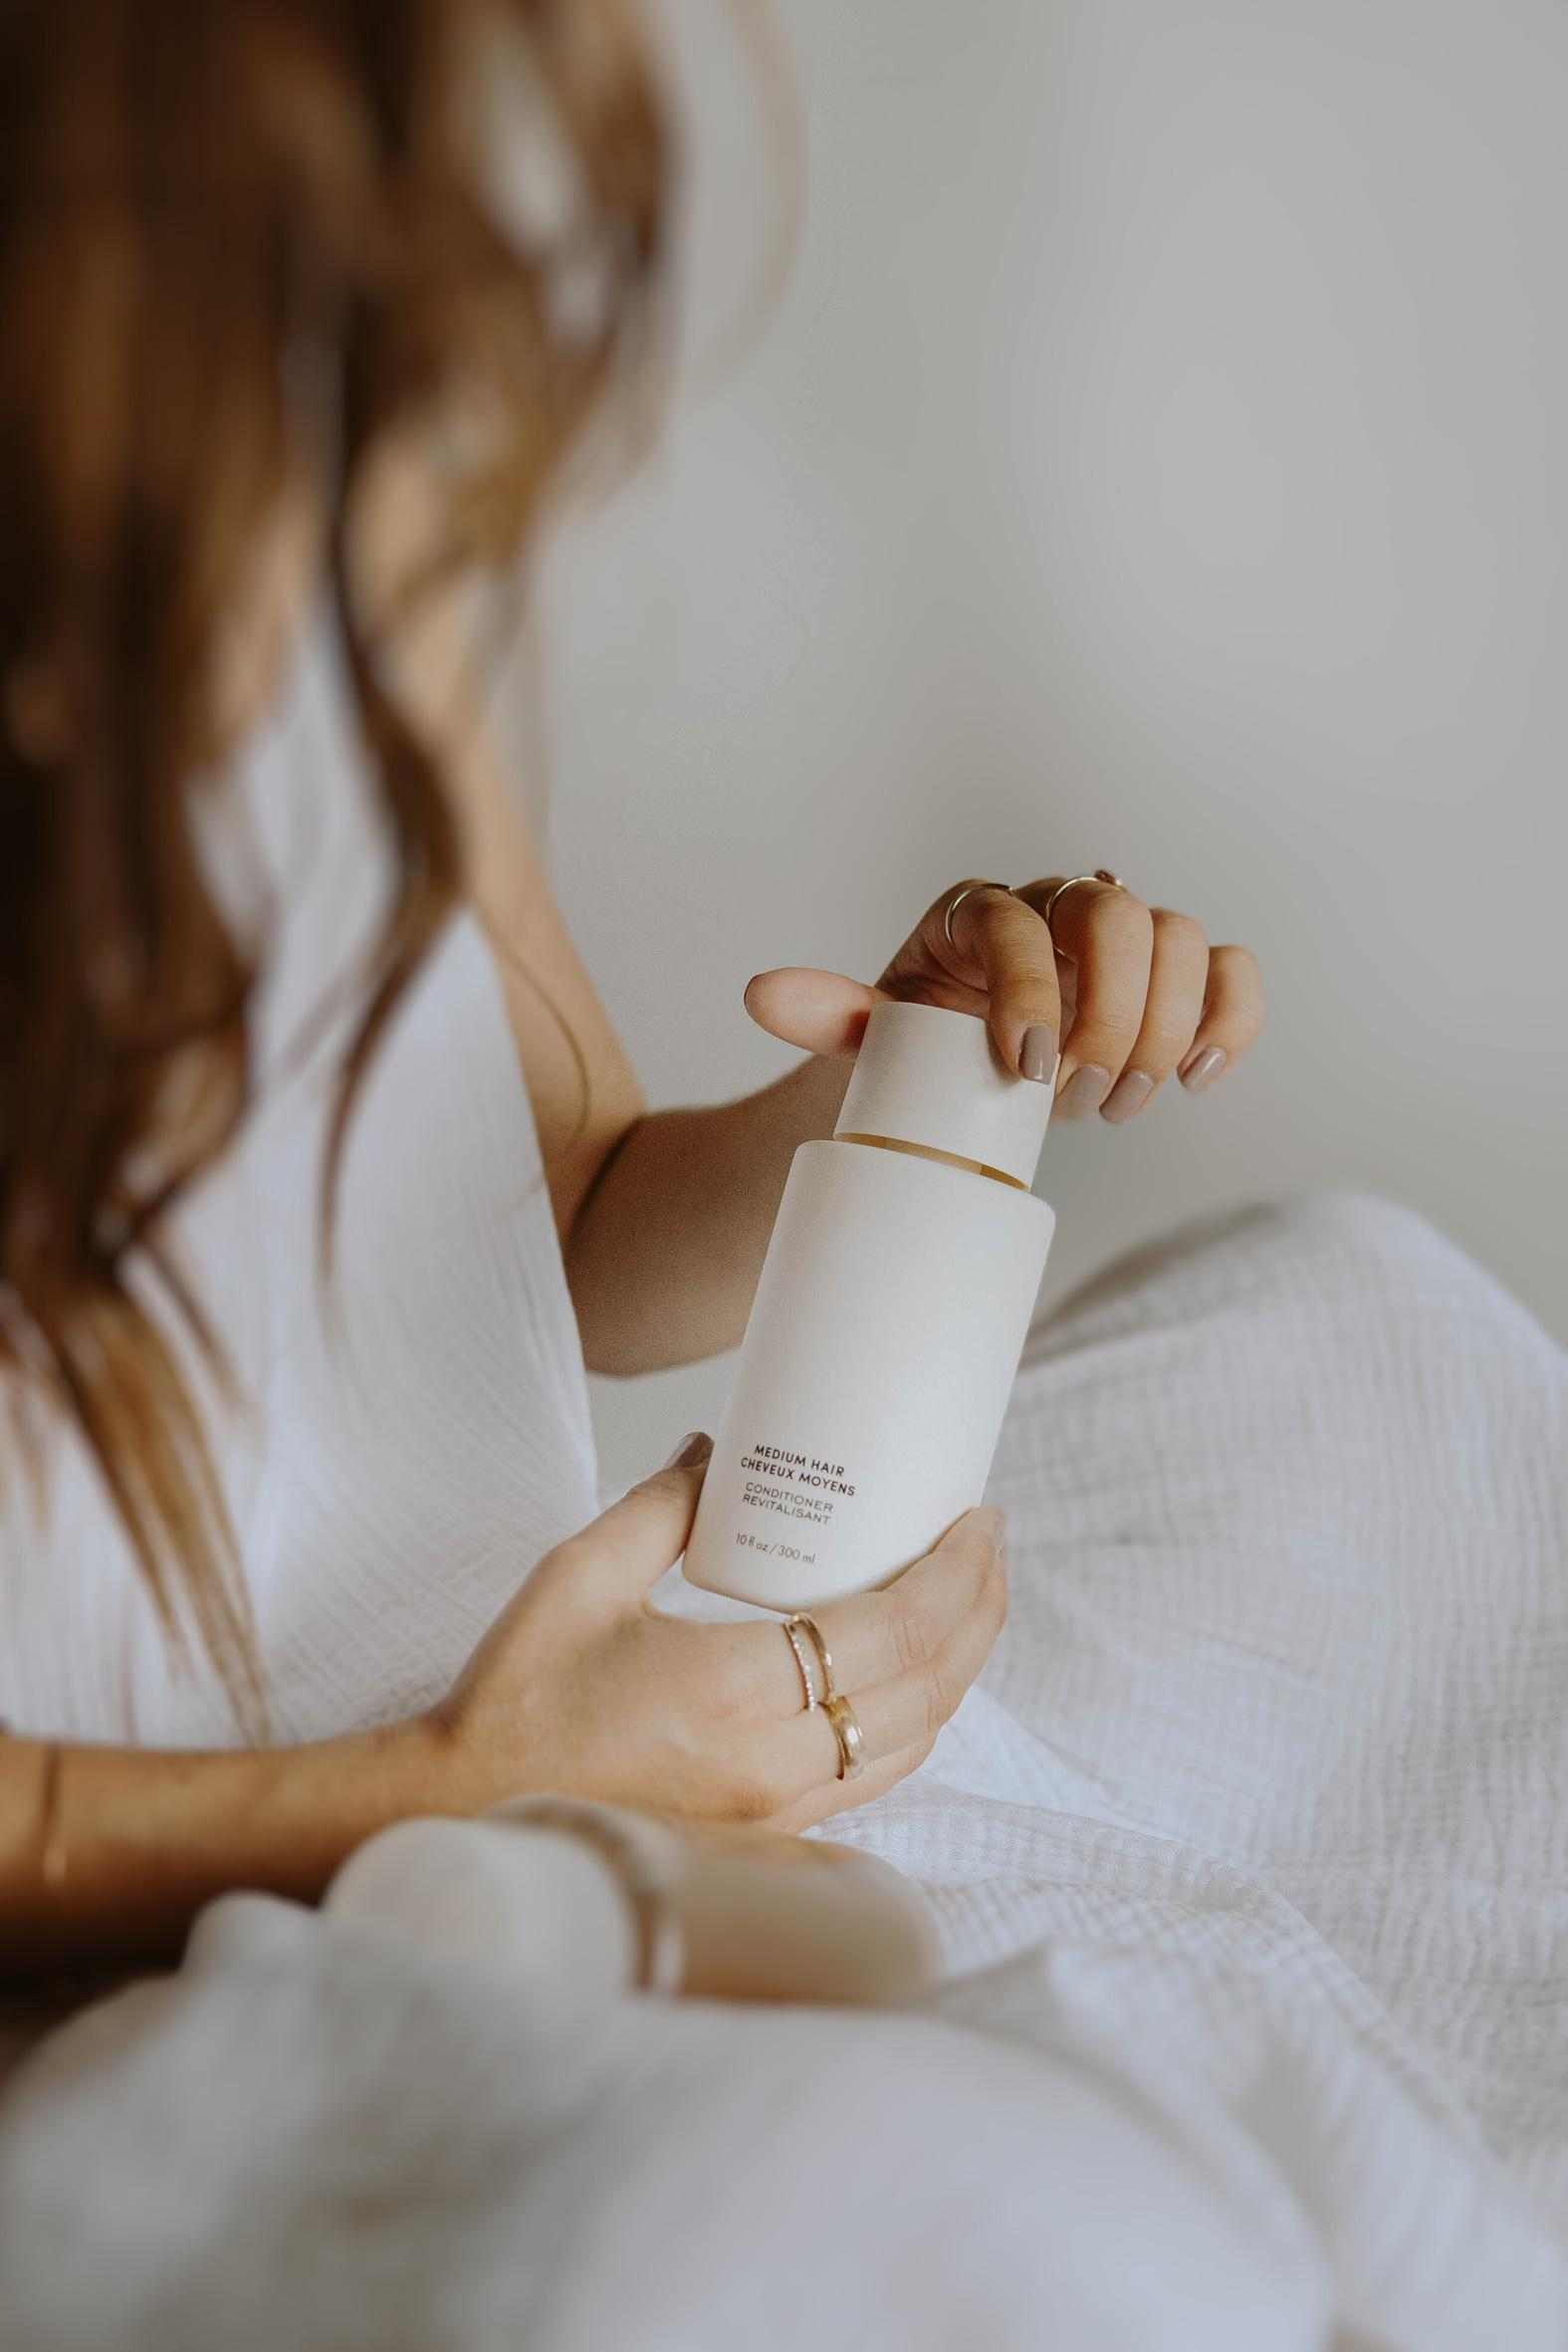 MEDIUM HAIR
CHEVEUX MOYENS
CONDITIONER
REVITALISANT
10 fl oz / 300 ml